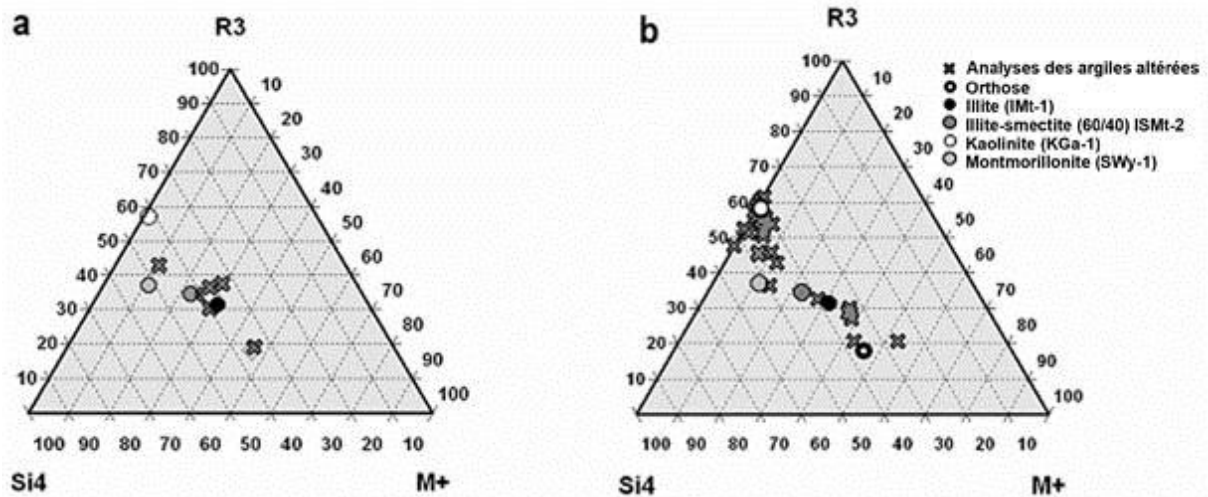 a
R3
100
90 10
80 20
70 30
60 40
50 50
40 60
30 70
20 80
10 90
100
100 90 80 70 60 50 40 30 20 10
Si4 M+
b
R3
Analyses des argiles altérées
Orthose
Illite (IMt-1)
Illite-smectite (60/40) ISMt-2
Kaolinite (KGa-1)
Montmorillonite (SWy-1)
100
90 10
80 20
70 30
60 40
50 50
40 60
30 70
20 80
10 90
100
100 90 80 70 60 50 40 30 20 10
Si4 M+